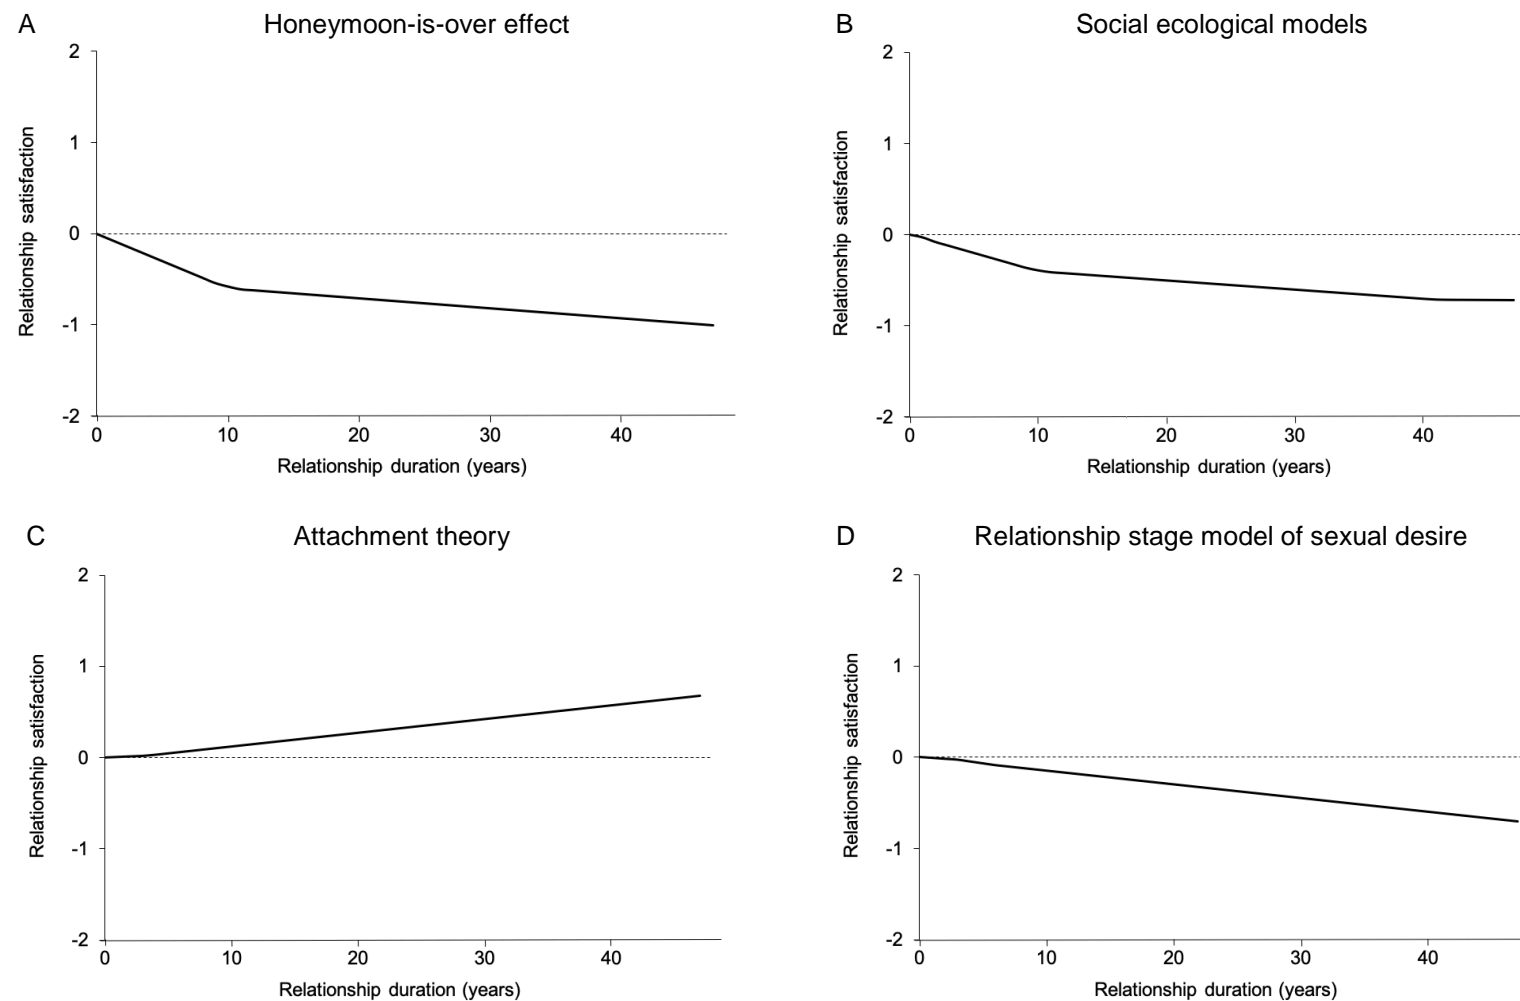 A
Honeymoon-is-over effect
2
1
0
-1
-2
Relationship satisfaction
0 10 20 30 40
Relationship duration (years)
B
Social ecological models
2
1
0
-1
-2
Relationship satisfaction
0 10 20 30 40
Relationship duration (years)
C
Attachment theory
2
1
0
-1
-2
Relationship satisfaction
0 10 20 30 40
Relationship duration (years)
D
Relationship stage model of sexual desire
2
1
0
-1
-2
Relationship satisfaction
0 10 20 30 40
Relationship duration (years)